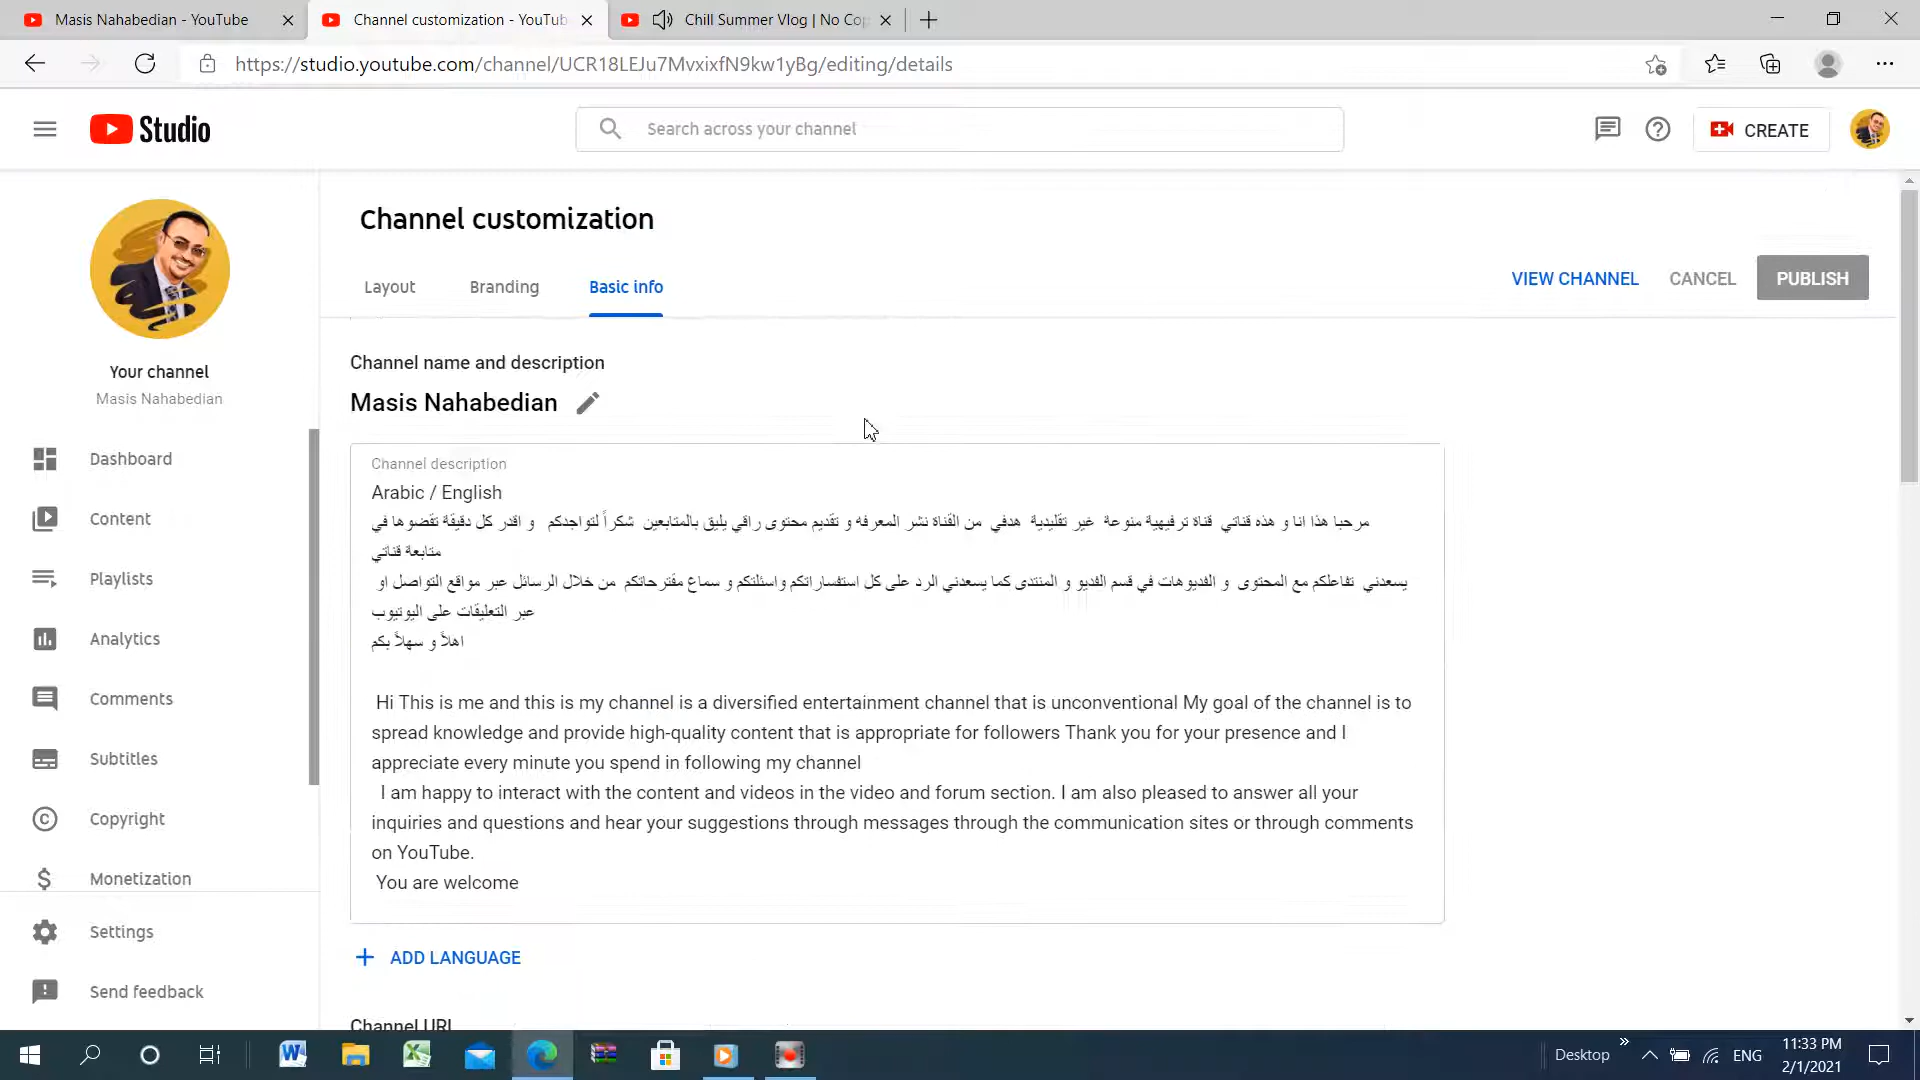 Masis Nahabedian - YouTube
Channel customization - YouTub
Chill Summer Vlog | No Cop
https://studio.youtube.com/channel/UCR18LEJu7MvxixfN9kw1yBg/editing/details
Studio
Search across your channel
CREATE
Your channel
Masis Nahabedian
Dashboard
Content
Playlists
Analytics
Comments
Subtitles
Copyright
Monetization
Settings
Send feedback
Channel customization
Layout
Branding
Basic info
VIEW CHANNEL
CANCEL
PUBLISH
Channel name and description
Masis Nahabedian
Channel description
Arabic / English
مرحبا هذا انا و هذه قناتي قناة ترفيهية منوعة غير تقليدية هدفي من القناة نشر المعرفه و تقديم محتوى راقي يليق بالمتابعين شكراً لتواجدكم و اقدر كل دقيقة تقضوها في
متابعة قناتي
يسعدني تفاعلكم مع المحتوى و الفديوهات في قسم الفديو و المنتدى كما يسعدني الرد على كل استفساراتكم واسئلتكم و سماع مقترحاتكم من خلال الرسائل عبر مواقع التواصل او
عبر التعليقات على اليوتيوب
اهلاً و سهلاً بكم
Hi This is me and this is my channel is a diversified entertainment channel that is unconventional My goal of the channel is to
spread knowledge and provide high-quality content that is appropriate for followers Thank you for your presence and I
appreciate every minute you spend in following my channel
I am happy to interact with the content and videos in the video and forum section. I am also pleased to answer all your
inquiries and questions and hear your suggestions through messages through the communication sites or through comments
on YouTube.
You are welcome
ADD LANGUAGE
Channel URL
Desktop
ENG
11:33 PM
2/1/2021